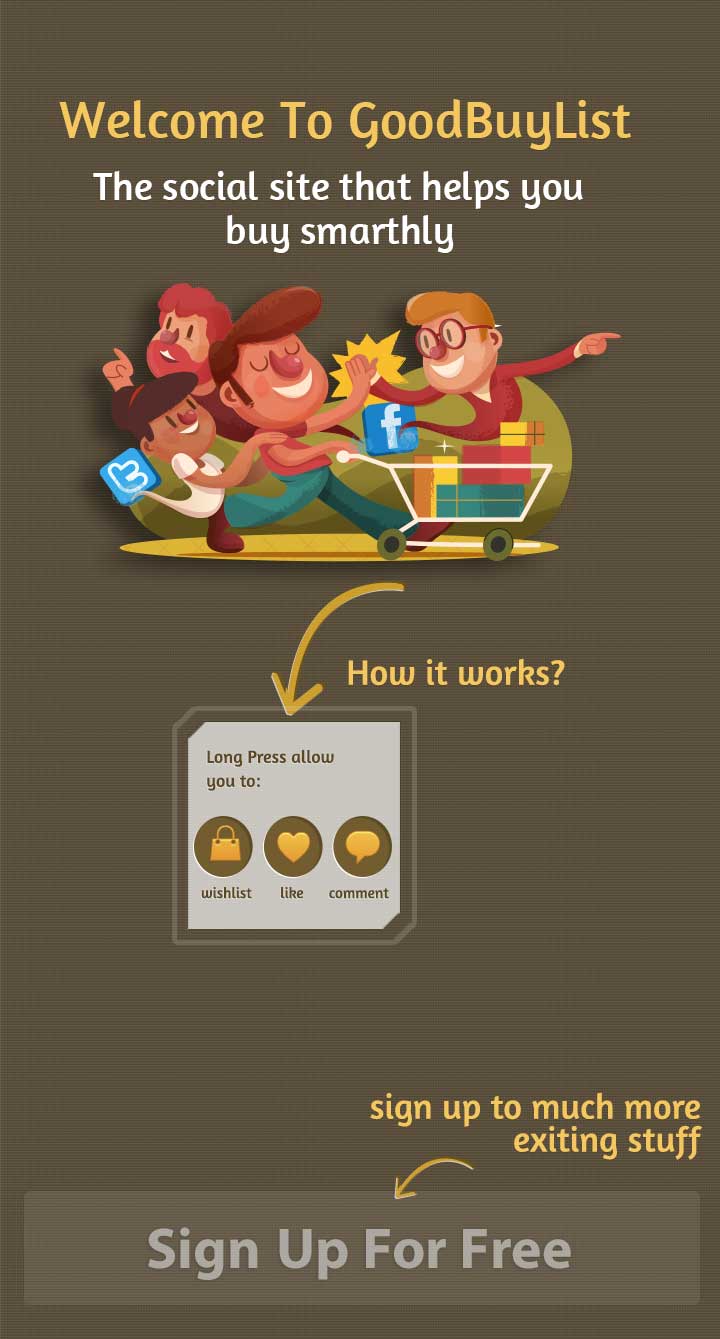 Welcome To GoodBuyList
The social site that helps you
buy smarthly
f
How it works?
Long Press allow
you to:
wishlist like comment
sign up to much more
exiting stuff
Sign Up For Free